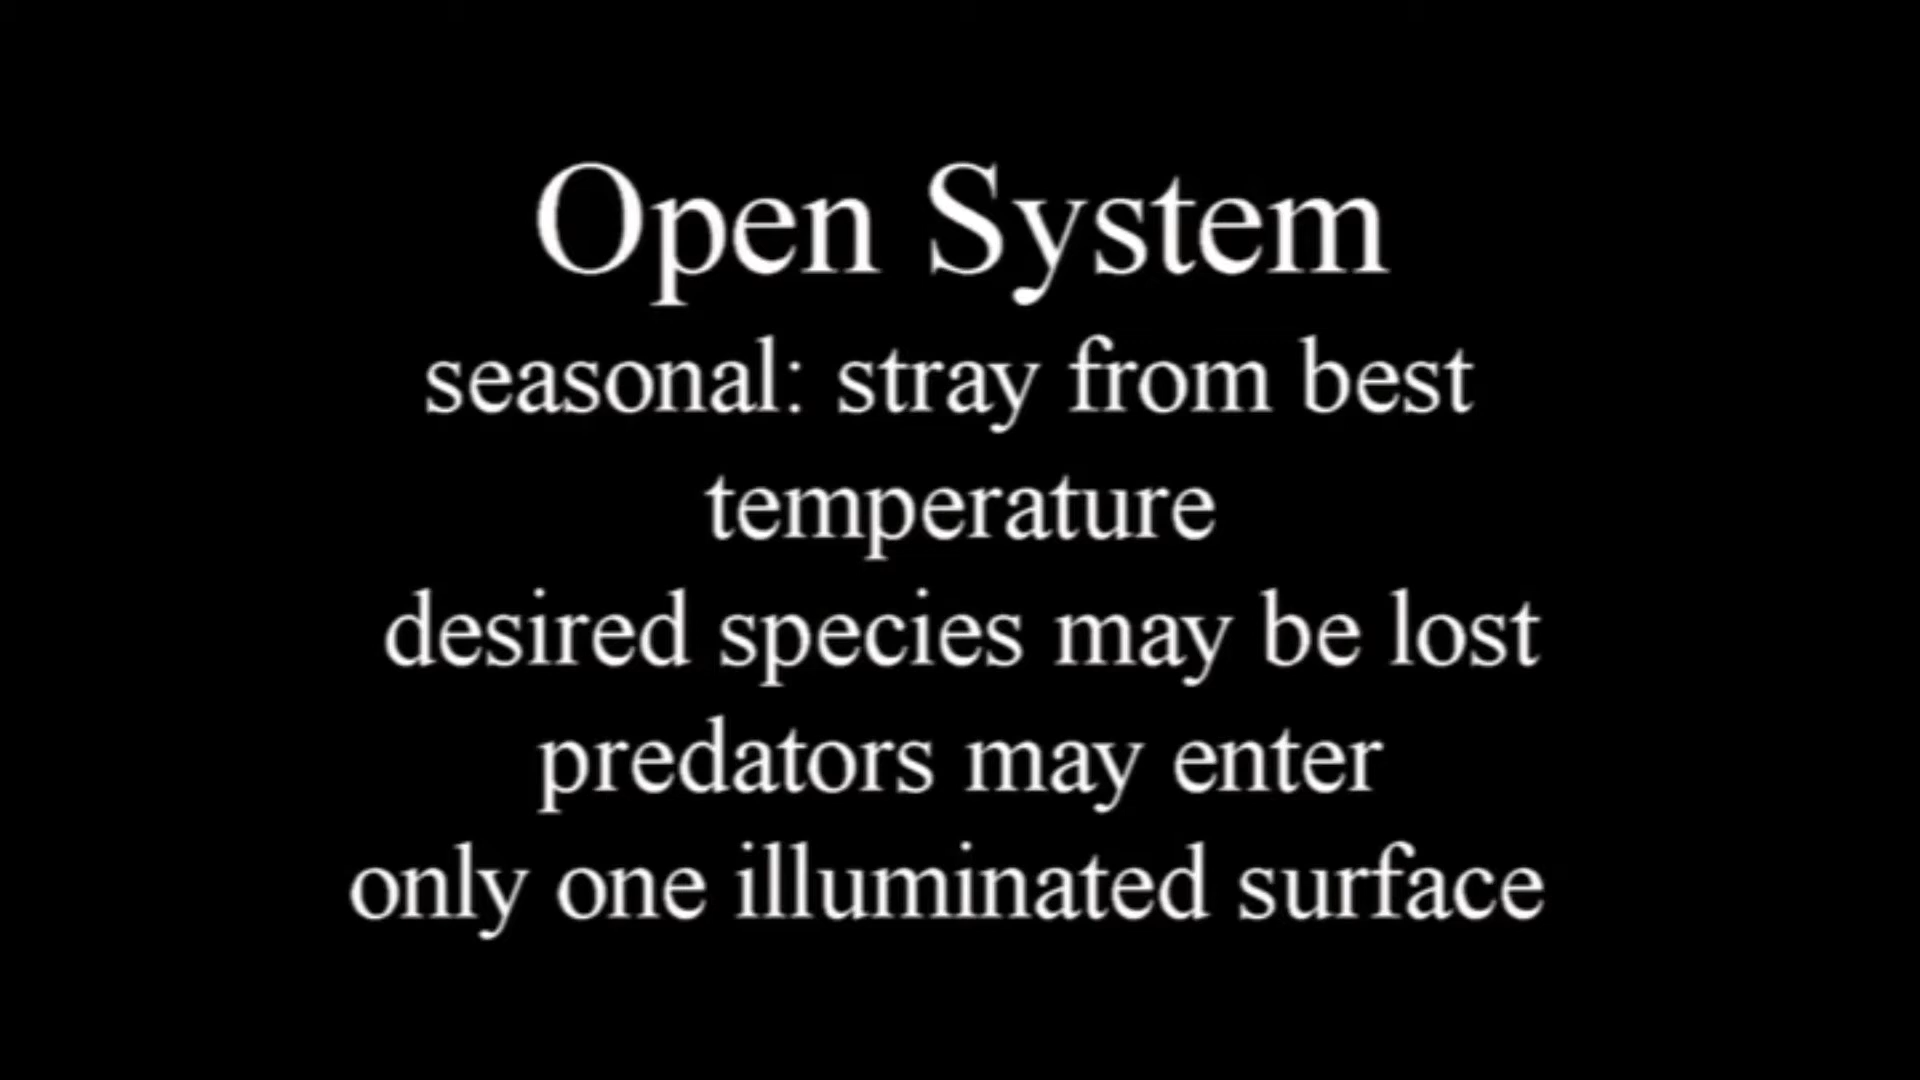 Open System
seasonal: stray from best
temperature
desired species may be lost
predators may enter
only one illuminated surface